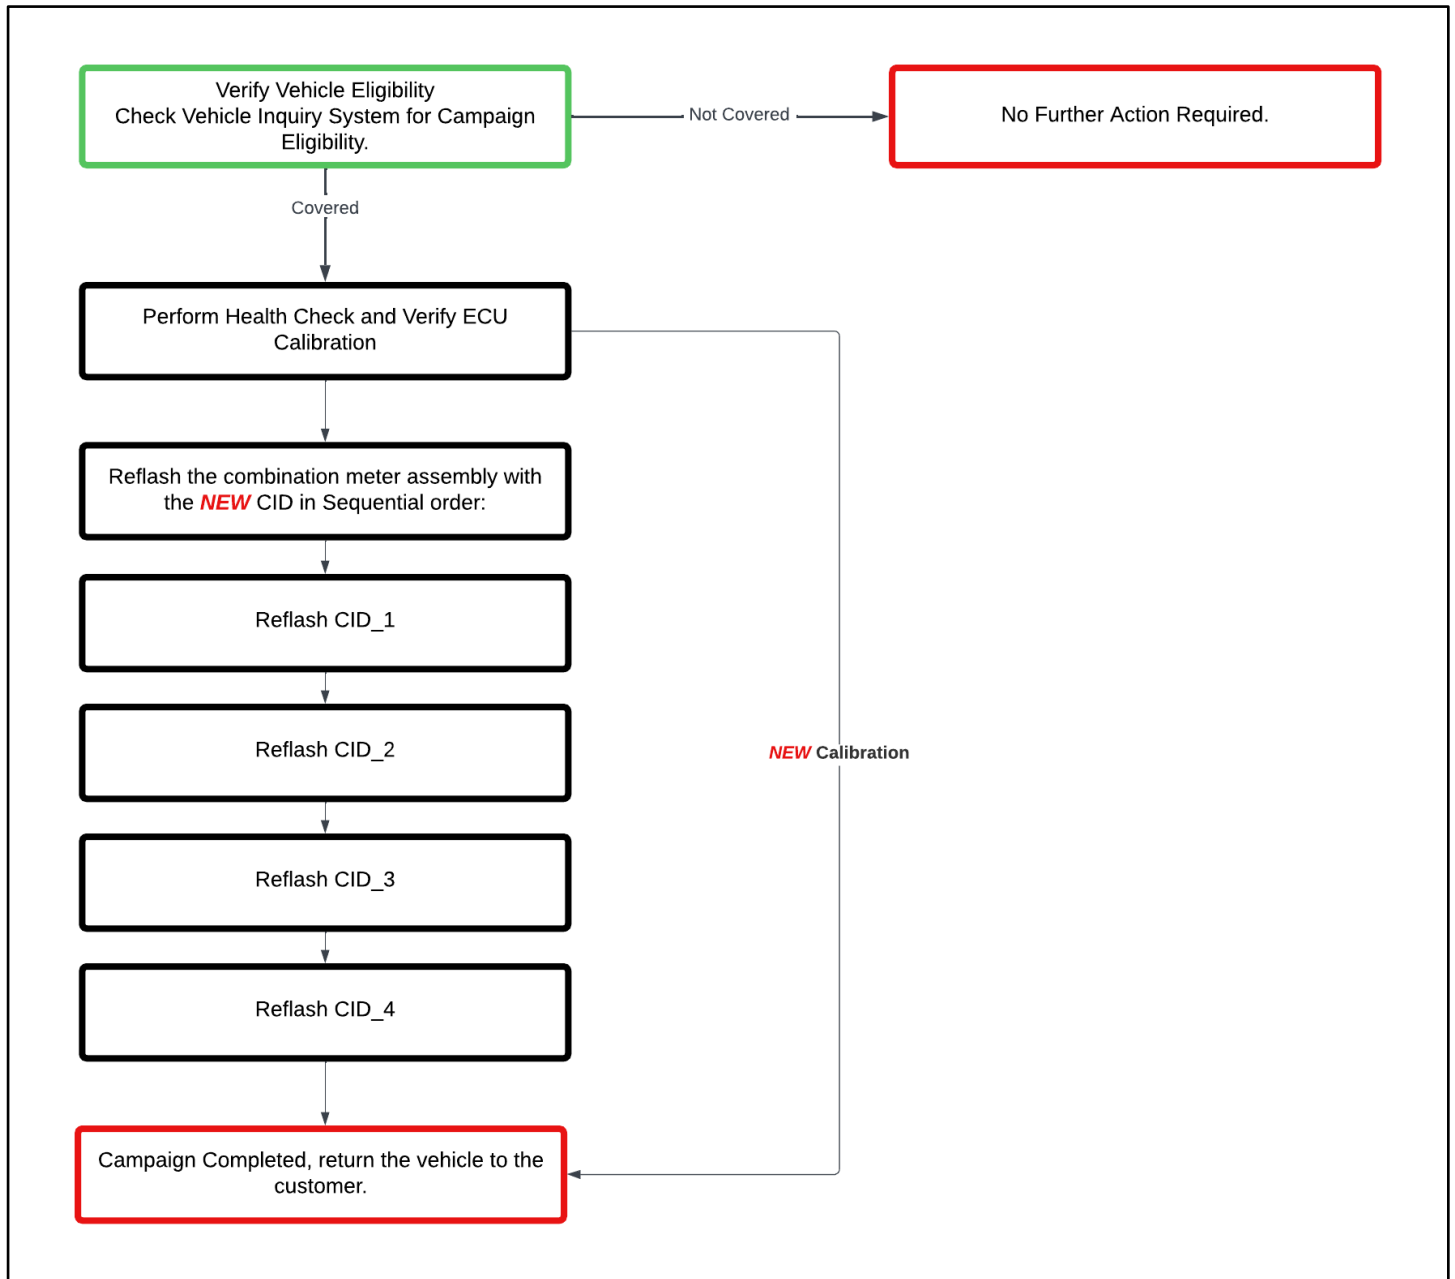 Verify Vehicle Eligibility
Check Vehicle Inquiry System for Campaign
Eligibility.
Not Covered
No Further Action Required.
Covered
Perform Health Check and Verify ECU
Calibration
Reflash the combination meter assembly with
the NEW CID in Sequential order:
Reflash CID_1
Reflash CID_2
NEW Calibration
Reflash CID_3
Reflash CID_4
Campaign Completed, return the vehicle to the
customer.